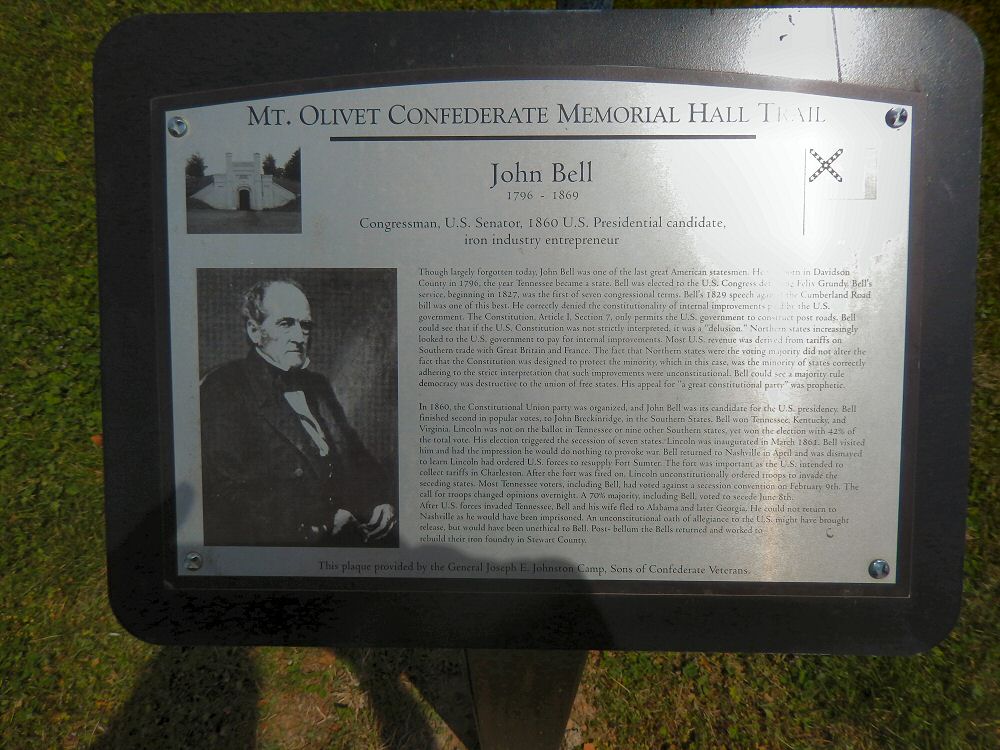 MT. OLIVET CONFEDERATE MEMORIAL HALL TRAIL
John Bell
1796 - 1869
Congressman, U.S. Senator, 1860 U.S. Presidential candidate,
iron industry entrepreneur
Though largely forgotten today, John Bell was one of the last great American statesmen. He born in Davidson
County in 1796, the year Tennessee became a state. Bell was elected to the U.S. Congress Felix Grundy. Bell's
service, beginning in 1827, was the first of seven congressional terms. Bell's 1829 speech against the Cumberland Road
bill was one of this best. He correctly denied the constitutionality of internal improvements by the U.S.
government. The Constitution, Article I, Section 7, only permits the U.S. government to construct post roads. Bell
could see that if the U.S. Constitution was not strictly interpreted, it was a "delusion." Northern states increasingly
looked to the U.S. government to pay for internal improvements. Most U.S. revenue was derived from tariffs on
Southern trade with Great Britain and France. The fact that Northern states were the voting majority did not alter the
fact that the Constitution was designed to protect the minority, which in this case, was the minority of states correctly
adhering to the strict interpretation that such improvements were unconstitutional. Bell could see a majority rule
democracy was destructive to the union of free states. His appeal for "a great constitutional party" was prophetic.
In 1860, the Constitutional Union party was organized, and John Bell was its candidate for the U.S. presidency. Bell
finished second in popular votes, to John Breckinridge, in the Southern States. Bell won Tennessee, Kentucky, and
Virginia. Lincoln was not on the ballot in Tennessee or nine other Southern states, yet won the election with 42% of
the total vote. His election triggered the secession of seven states. Lincoln was inaugurated in March 1861. Bell visited
him and had the impression he would do nothing to provoke war. Bell returned to Nashville in April and was dismayed
to learn Lincoln had ordered U.S. forces to resupply Fort Sumter. The fort was important as the U.S. intended to
collect tariffs in Charleston. After the fort was fired on, Lincoln unconstitutionally ordered troops to invade the
seceding states. Most Tennessee voters, including Bell, had voted against a secession convention on February 9th. The
call for troops changed opinions overnight. A 70% majority, including Bell, voted to secede June 8th.
After U.S. forces invaded Tennessee, Bell and his wife fled to Alabama and later Georgia. He could not return to
Nashville as he would have been imprisoned. An unconstitutional oath of allegiance to the U.S. might have brought
release, but would have been unethical to Bell. Post- bellum the Bells returned and worked to
rebuild their iron foundry in Stewart County.
This plaque provided by the General Joseph E. Johnston Camp, Sons of Confederate Veterans.